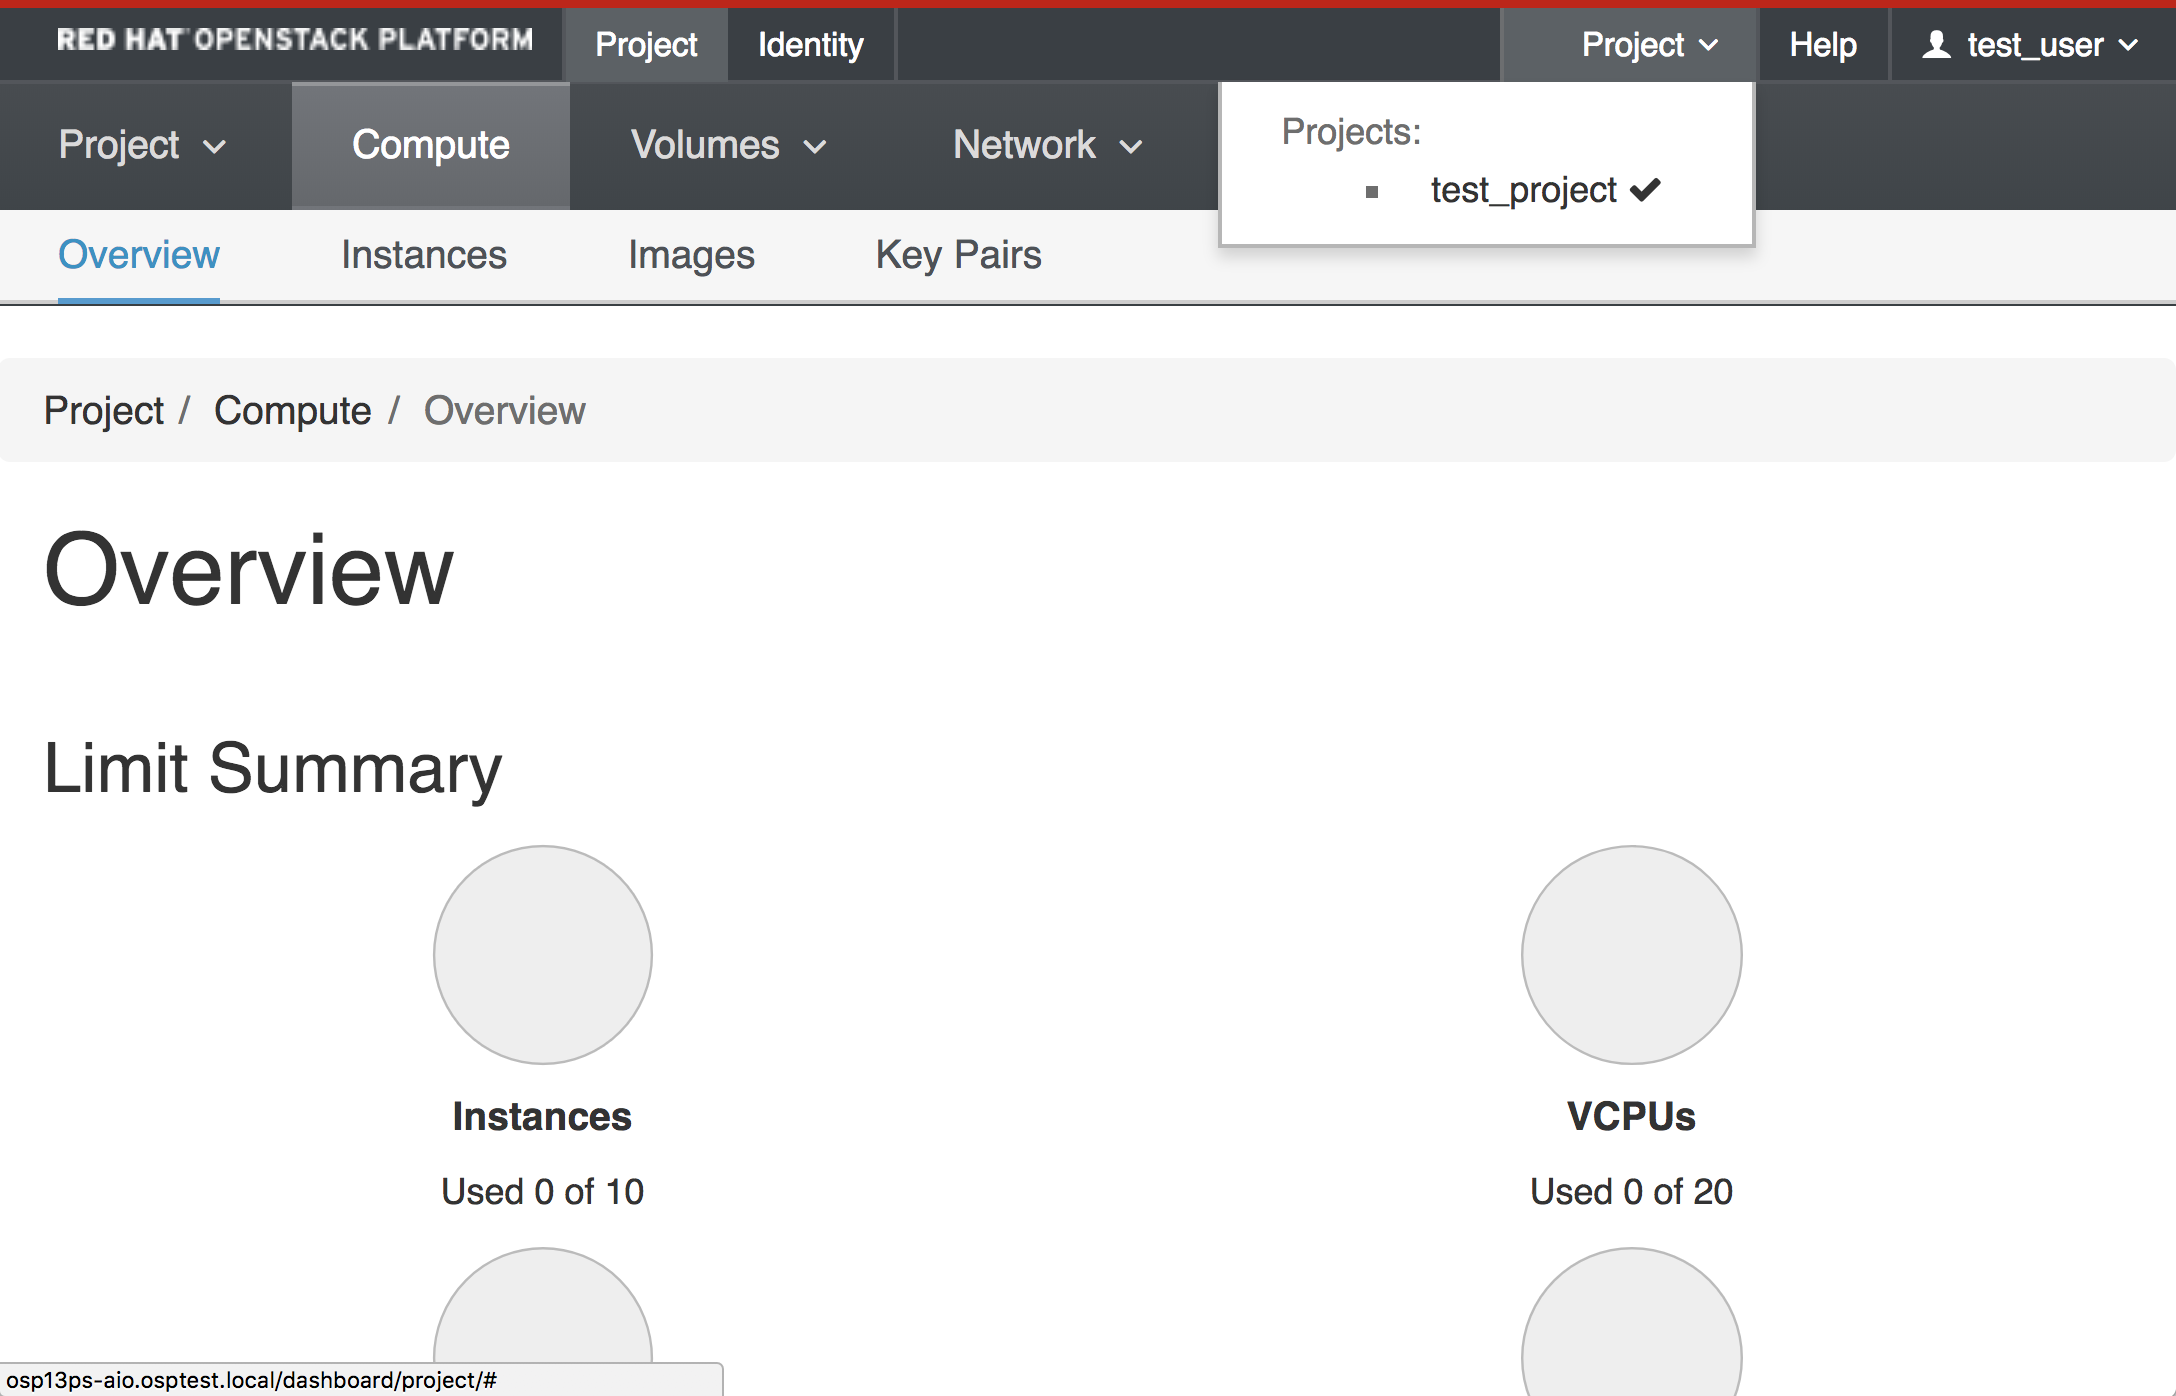 RED HAT OPENSTACK PLATFORM Project Identity Project Help test_user
Project Compute Volumes Network
Projects:
test_project
Overview Instances Images Key Pairs
Project / Compute / Overview
Overview
Limit Summary
Instances VCPUs
Used 0 of 10 Used 0 of 20
osp13ps-aio.osptest.local/dashboard/project/#